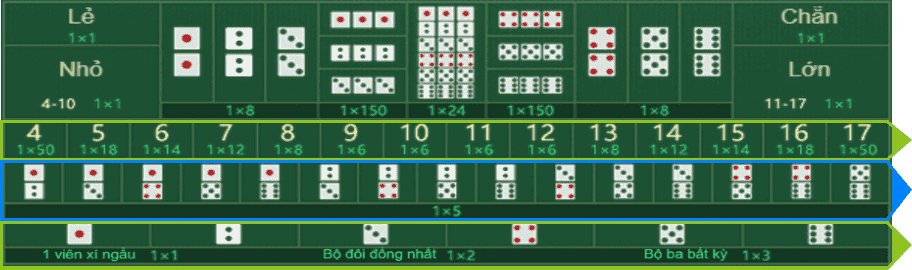 Lẻ
1×1
Chẵn
1×1
Nhỏ
4-10 1×1
Lớn
11-17 1×1
1×8 1×150 1×24 1×150 1×8
4 5 6 7 8 9 10 11 12 13 14 15 16 17
1×50 1×18 1×14 1×12 1×8 1×6 1×6 1×6 1×6 1×8 1×12 1×14 1×18 1×50
1×5
1 viên xí ngầu 1×1 Bộ đôi đồng nhất 1×2 Bộ ba bất kỳ 1×3